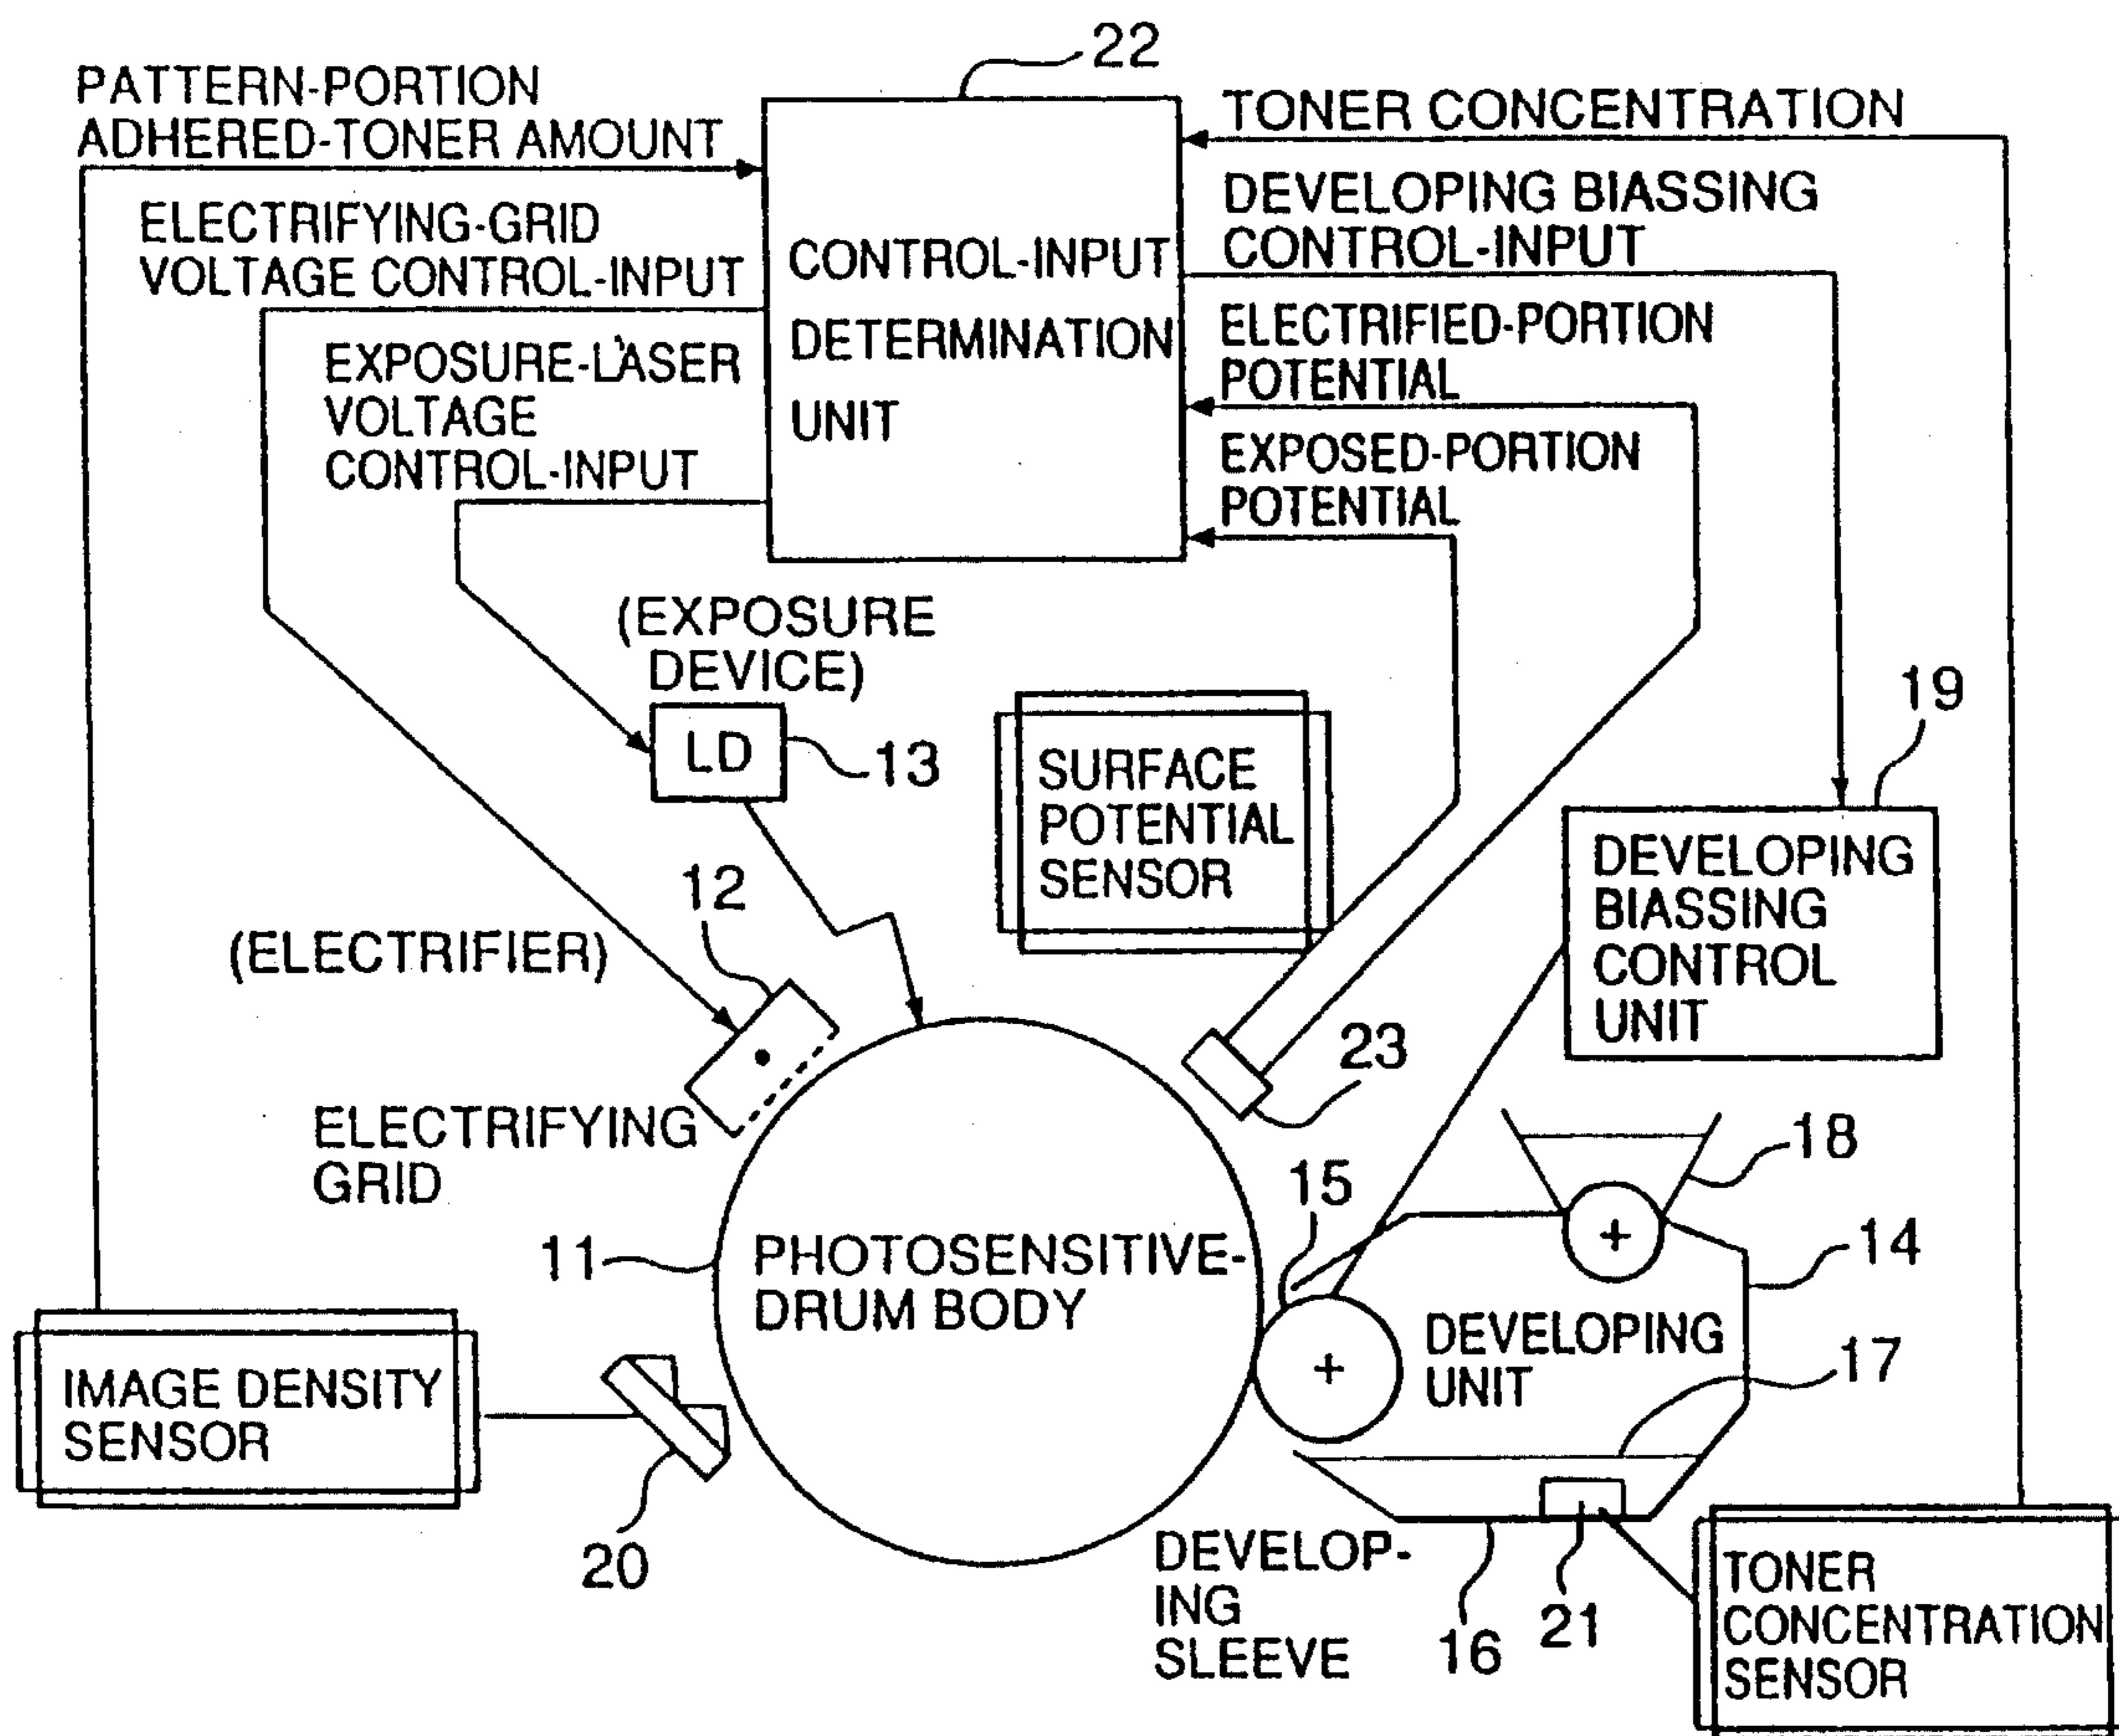 22
PATTERN-PORTION
ADHERED-TONER AMOUNT
TONER CONCENTRATION
ELECTRIFYING-GRID
VOLTAGE CONTROL-INPUT
DEVELOPING BIASSING
CONTROL-INPUT
CONTROL-INPUT
DETERMINATION
UNIT
EXPOSURE-LASER
VOLTAGE
CONTROL-INPUT
ELECTRIFIED-PORTION
POTENTIAL
EXPOSED-PORTION
POTENTIAL
(EXPOSURE
DEVICE)
LD
13
SURFACE
POTENTIAL
SENSOR
19
DEVELOPING
BIASSING
CONTROL
UNIT
12
(ELECTRIFIER)
23
ELECTRIFYING
GRID
18
15
14
11
PHOTOSENSITIVE-
DRUM BODY
DEVELOPING
UNIT
17
IMAGE DENSITY
SENSOR
20
DEVELOP-
ING
SLEEVE
16
21
TONER
CONCENTRATION
SENSOR